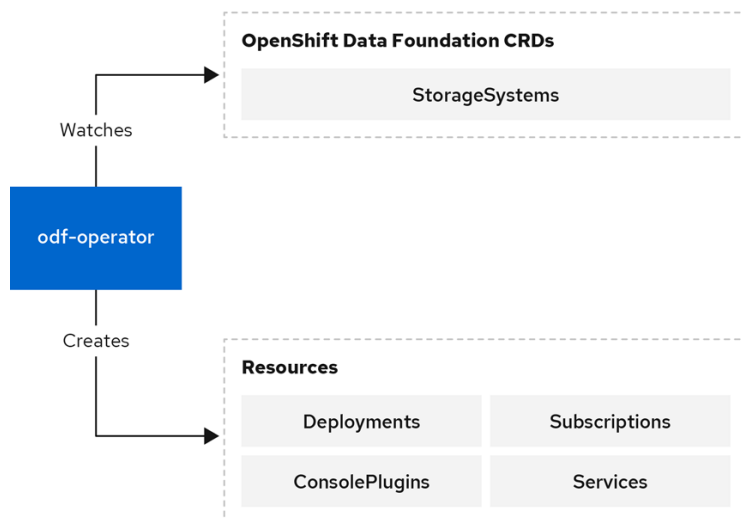 OpenShift Data Foundation CRDs
StorageSystems
Watches
odf-operator
Creates
Resources
Deployments
Subscriptions
ConsolePlugins
Services